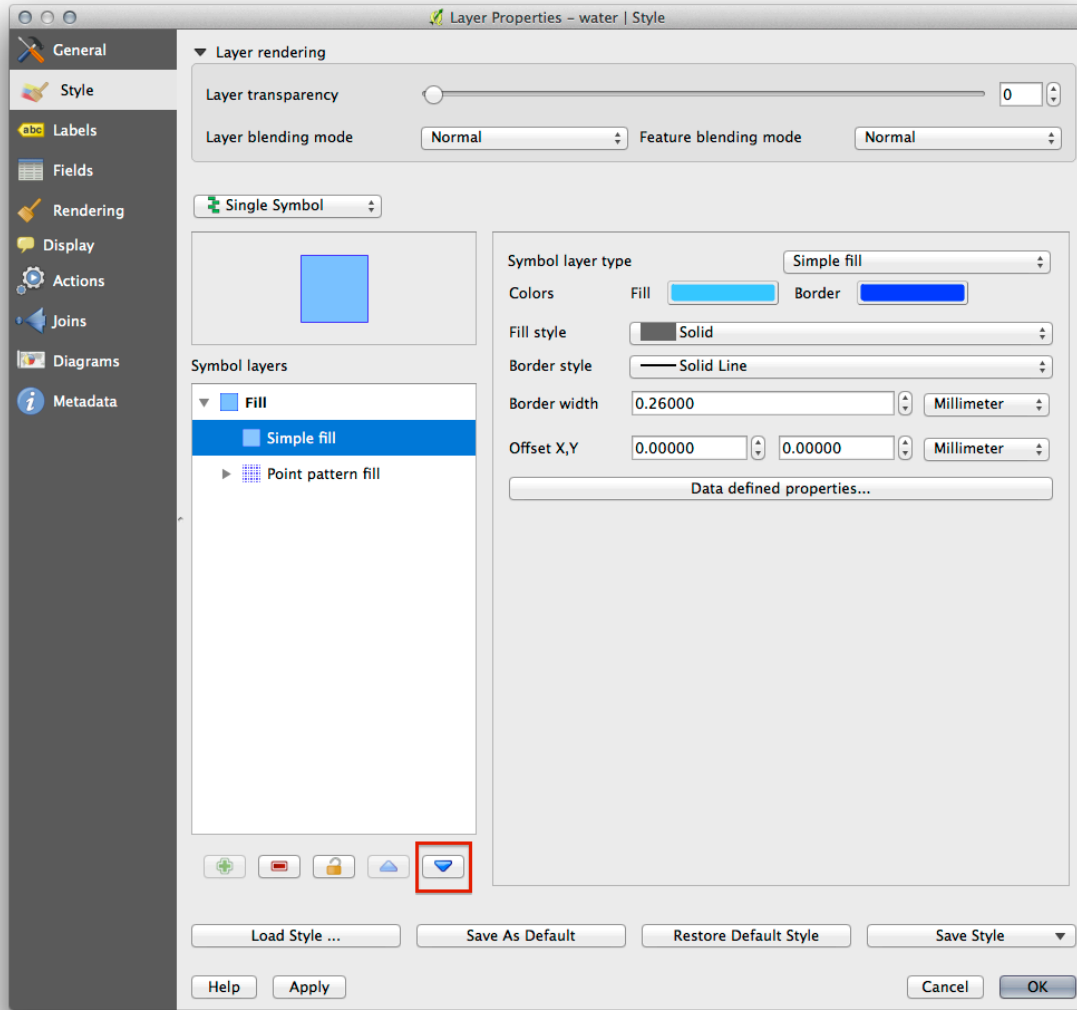 Layer Properties - water | Style
General
Style
abc Labels
Fields
Rendering
Display
Actions
Joins
Diagrams
Metadata
Layer rendering
Layer transparency 0
Layer blending mode Normal Feature blending mode Normal
Single Symbol
Symbol layers
Fill
Simple fill
Point pattern fill
Symbol layer type Simple fill
Colors Fill Border
Fill style Solid
Border style Solid Line
Border width 0.26000 Millimeter
Offset X,Y 0.00000 0.00000 Millimeter
Data defined properties...
Load Style ... Save As Default Restore Default Style Save Style
Help Apply Cancel OK